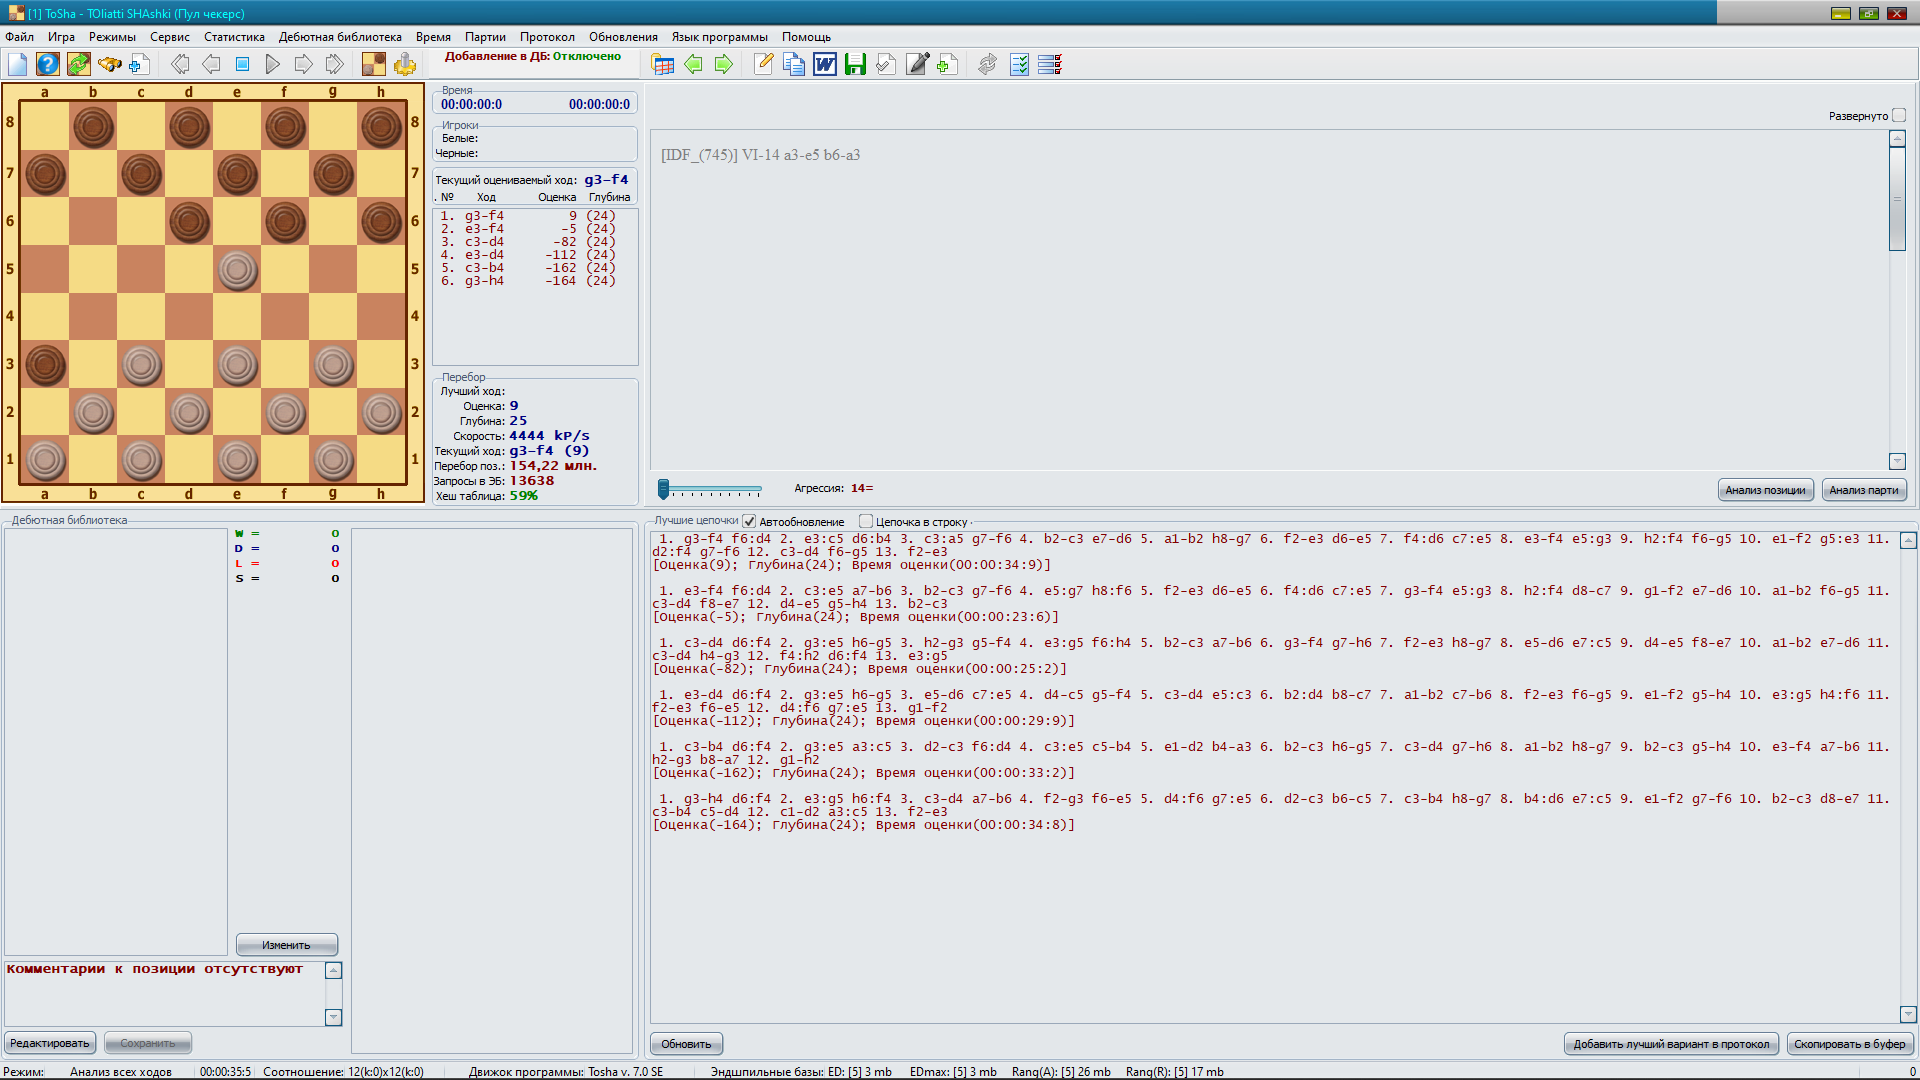 [1] ToSha - TOliatti SHAshki (Пул чекерс)
Файл Игра Режимы Сервис Статистика Дебютная библиотека Время Партии Протокол Обновления Язык программы Помощь
Добавление в ДБ: Отключено
a b c d e f g h
8 8
7 7
6 6
5 5
4 4
3 3
2 2
1 1
a b c d e f g h
Время
00:00:00:0 00:00:00:0
Игроки
Белые:
Черные:
Текущий оцениваемый ход: g3-f4
. № Ход Оценка Глубина
1. g3-f4 9 (24)
2. e3-f4 -5 (24)
3. c3-d4 -82 (24)
4. e3-d4 -112 (24)
5. c3-b4 -162 (24)
6. g3-h4 -164 (24)
Перебор
Лучший ход:
Оценка: 9
Глубина: 25
Скорость: 4444 kP/s
Текущий ход: g3-f4 (9)
Перебор поз.: 154,22 млн.
Запросы в ЭБ: 13638
Хеш таблица: 59%
Развернуто
[IDF_(745)] VI-14 a3-e5 b6-a3
Агрессия: 14=
Анализ позиции Анализ парти
Дебютная библиотека
W = 0
D = 0
L = 0
S = 0
Изменить
Комментарии к позиции отсутствуют
Редактировать Сохранить
Лучшие цепочки Автообновление Цепочка в строку
1. g3-f4 f6:d4 2. e3:c5 d6:b4 3. c3:a5 g7-f6 4. b2-c3 e7-d6 5. a1-b2 h8-g7 6. f2-e3 d6-e5 7. f4:d6 c7:e5 8. e3-f4 e5:g3 9. h2:f4 f6-g5 10. e1-f2 g5:e3 11.
d2:f4 g7-f6 12. c3-d4 f6-g5 13. f2-e3
[Оценка(9); Глубина(24); Время оценки(00:00:34:9)]
1. e3-f4 f6:d4 2. c3:e5 a7-b6 3. b2-c3 g7-f6 4. e5:g7 h8:f6 5. f2-e3 d6-e5 6. f4:d6 c7:e5 7. g3-f4 e5:g3 8. h2:f4 d8-c7 9. g1-f2 e7-d6 10. a1-b2 f6-g5 11.
c3-d4 f8-e7 12. d4-e5 g5-h4 13. b2-c3
[Оценка(-5); Глубина(24); Время оценки(00:00:23:6)]
1. c3-d4 d6:f4 2. g3:e5 h6-g5 3. h2-g3 g5-f4 4. e3:g5 f6:h4 5. b2-c3 a7-b6 6. g3-f4 g7-h6 7. f2-e3 h8-g7 8. e5-d6 e7:c5 9. d4-e5 f8-e7 10. a1-b2 e7-d6 11.
c3-d4 h4-g3 12. f4:h2 d6:f4 13. e3:g5
[Оценка(-82); Глубина(24); Время оценки(00:00:25:2)]
1. e3-d4 d6:f4 2. g3:e5 h6-g5 3. e5-d6 c7:e5 4. d4-c5 g5-f4 5. c3-d4 e5:c3 6. b2:d4 b8-c7 7. a1-b2 c7-b6 8. f2-e3 f6-g5 9. e1-f2 g5-h4 10. e3:g5 h4:f6 11.
f2-e3 f6-e5 12. d4:f6 g7:e5 13. g1-f2
[Оценка(-112); Глубина(24); Время оценки(00:00:29:9)]
1. c3-b4 d6:f4 2. g3:e5 a3:c5 3. d2-c3 f6:d4 4. c3:e5 c5-b4 5. e1-d2 b4-a3 6. b2-c3 h6-g5 7. c3-d4 g7-h6 8. a1-b2 h8-g7 9. b2-c3 g5-h4 10. e3-f4 a7-b6 11.
h2-g3 b8-a7 12. g1-h2
[Оценка(-162); Глубина(24); Время оценки(00:00:33:2)]
1. g3-h4 d6:f4 2. e3:g5 h6:f4 3. c3-d4 a7-b6 4. f2-g3 f6-e5 5. d4:f6 g7:e5 6. d2-c3 b6-c5 7. c3-b4 h8-g7 8. b4:d6 e7:c5 9. e1-f2 g7-f6 10. b2-c3 d8-e7 11.
c3-b4 c5-d4 12. c1-d2 a3:c5 13. f2-e3
[Оценка(-164); Глубина(24); Время оценки(00:00:34:8)]
Обновить Добавить лучший вариант в протокол Скопировать в буфер
Режим: Анализ всех ходов 00:00:35:5 Соотношение: 12(k:0)x12(k:0) Движок программы: Tosha v. 7.0 SE Эндшпильные базы: ED: [5] 3 mb EDmax: [5] 3 mb Rang(A): [5] 26 mb Rang(R): [5] 17 mb 0